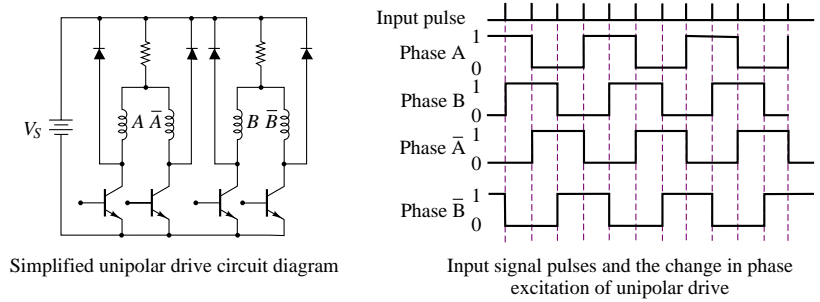 V_S
A A̅
B B̅
Simplified unipolar drive circuit diagram
Input pulse
Phase A
1
0
Phase B
1
0
Phase A̅
1
0
Phase B̅
1
0
Input signal pulses and the change in phase
excitation of unipolar drive